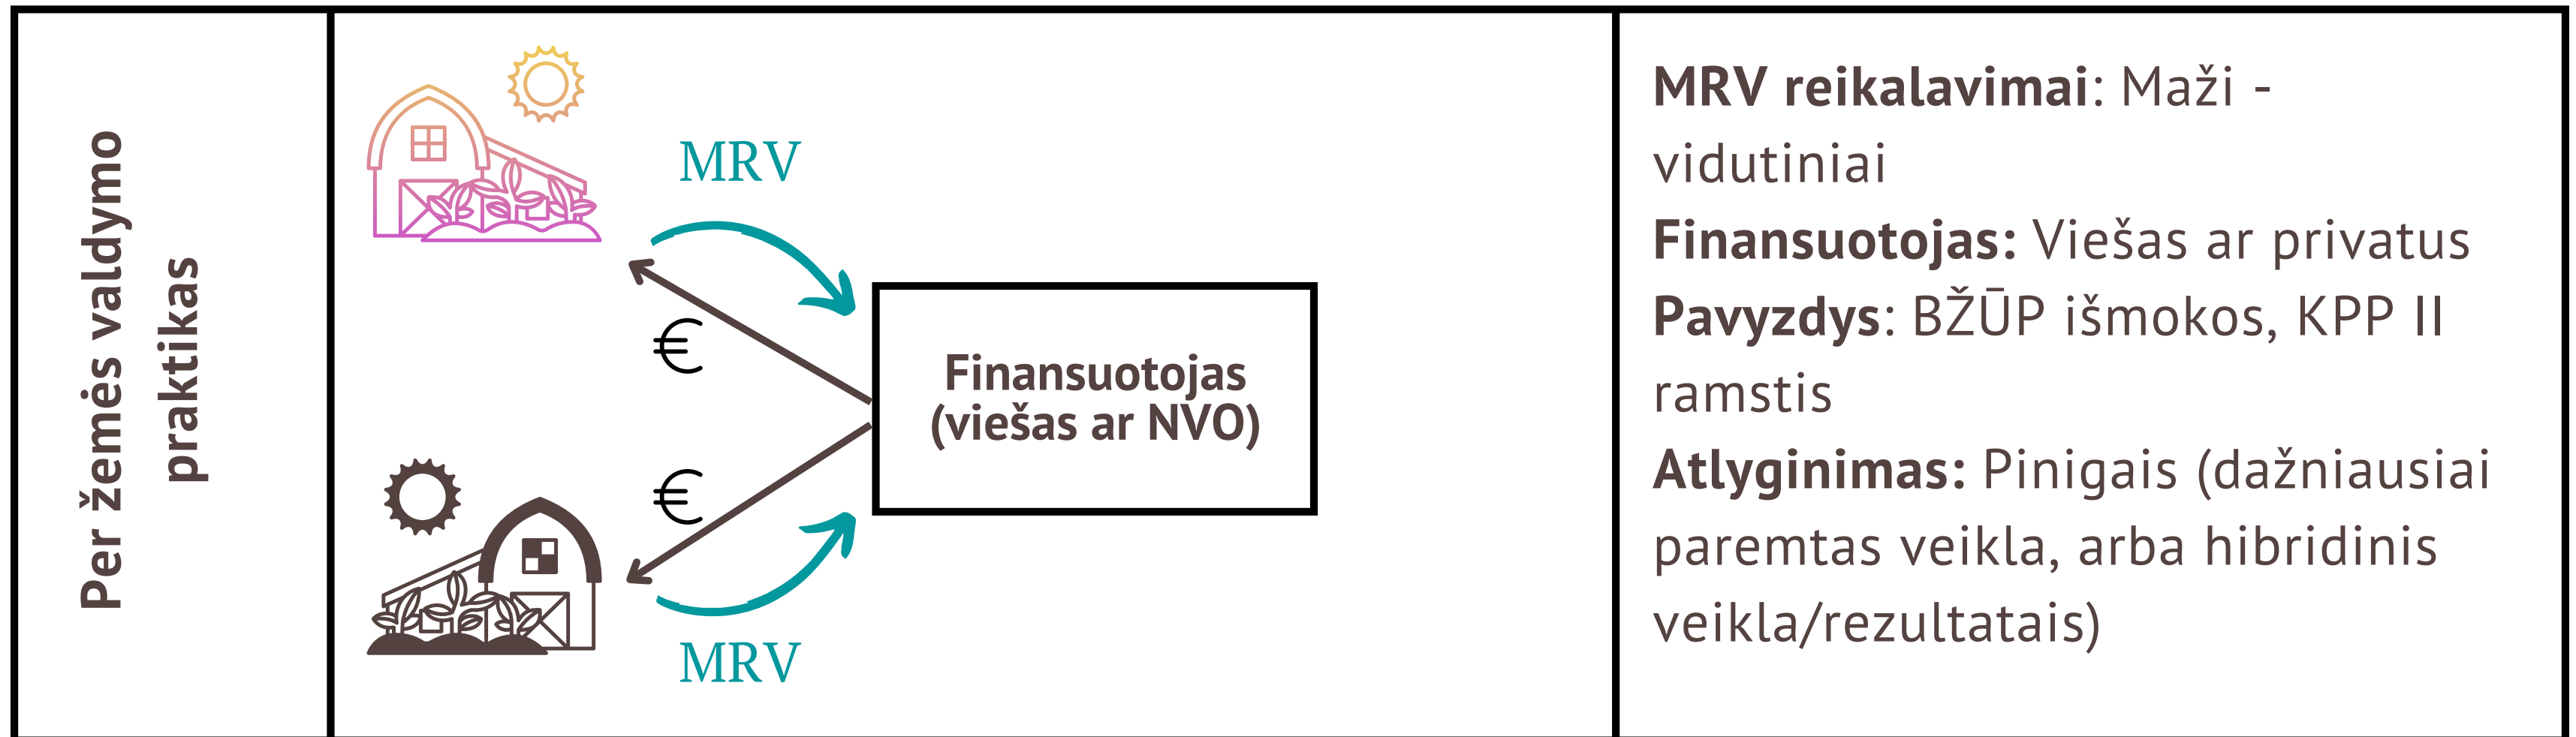 Per žemės valdymo
praktikas
MRV
€
Finansuotojas
(viešas ar NVO)
€
MRV
MRV reikalavimai: Maži -
vidutiniai
Finansuotojas: Viešas ar privatus
Pavyzdys: BŽŪP išmokos, KPP II
ramstis
Atlyginimas: Pinigais (dažniausiai
paremtas veikla, arba hibridinis
veikla/rezultatais)